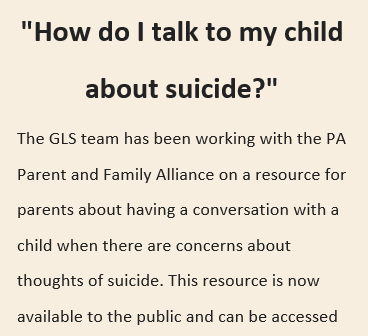 "How do I talk to my child
about suicide?"
The GLS team has been working with the PA
Parent and Family Alliance on a resource for
parents about having a conversation with a
child when there are concerns about
thoughts of suicide. This resource is now
available to the public and can be accessed